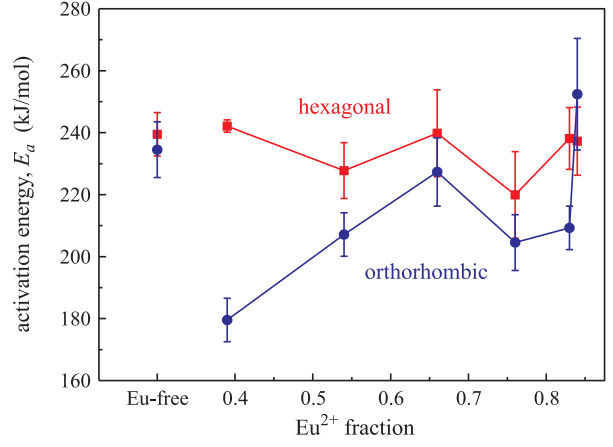 280
260
240
220
200
180
160
activation energy, Eₐ (kJ/mol)
hexagonal
orthorhombic
Eu-free 0.4 0.5 0.6 0.7 0.8
Eu²⁺ fraction